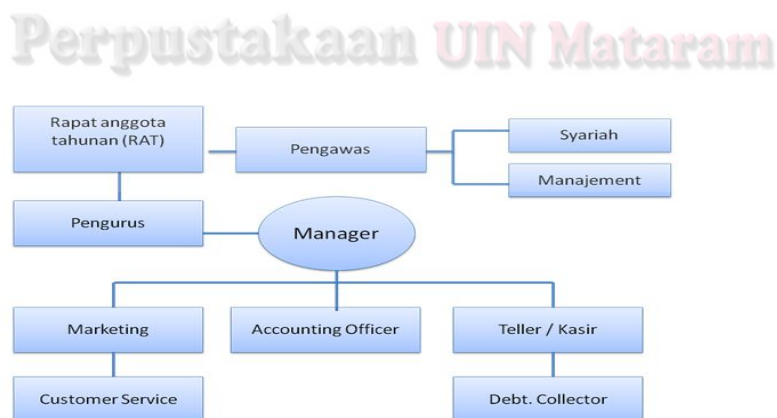 Perpustakaan UIN Mataram
Rapat anggota
tahunan (RAT)
Pengawas
Syariah
Manajement
Pengurus
Manager
Marketing
Accounting Officer
Teller / Kasir
Customer Service
Debt. Collector